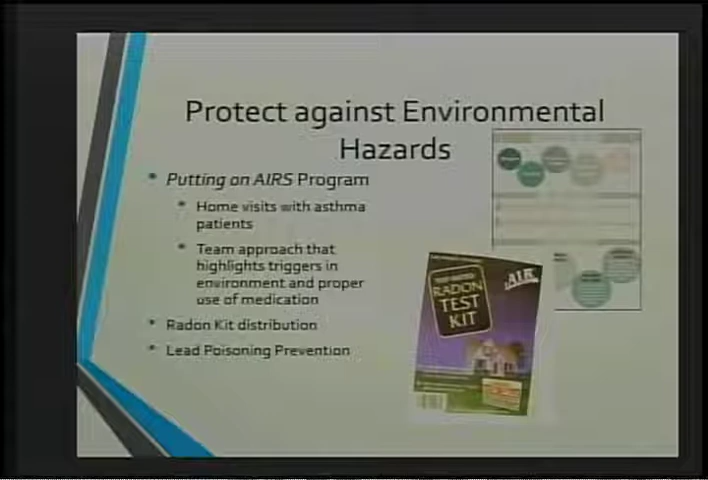 Protect against Environmental
Hazards
Putting on AIRS Program
Home visits with asthma
patients
Team approach that
highlights triggers in
environment and proper
use of medication
Radon Kit distribution
Lead Poisoning Prevention
AIR
RADON
TEST
KIT